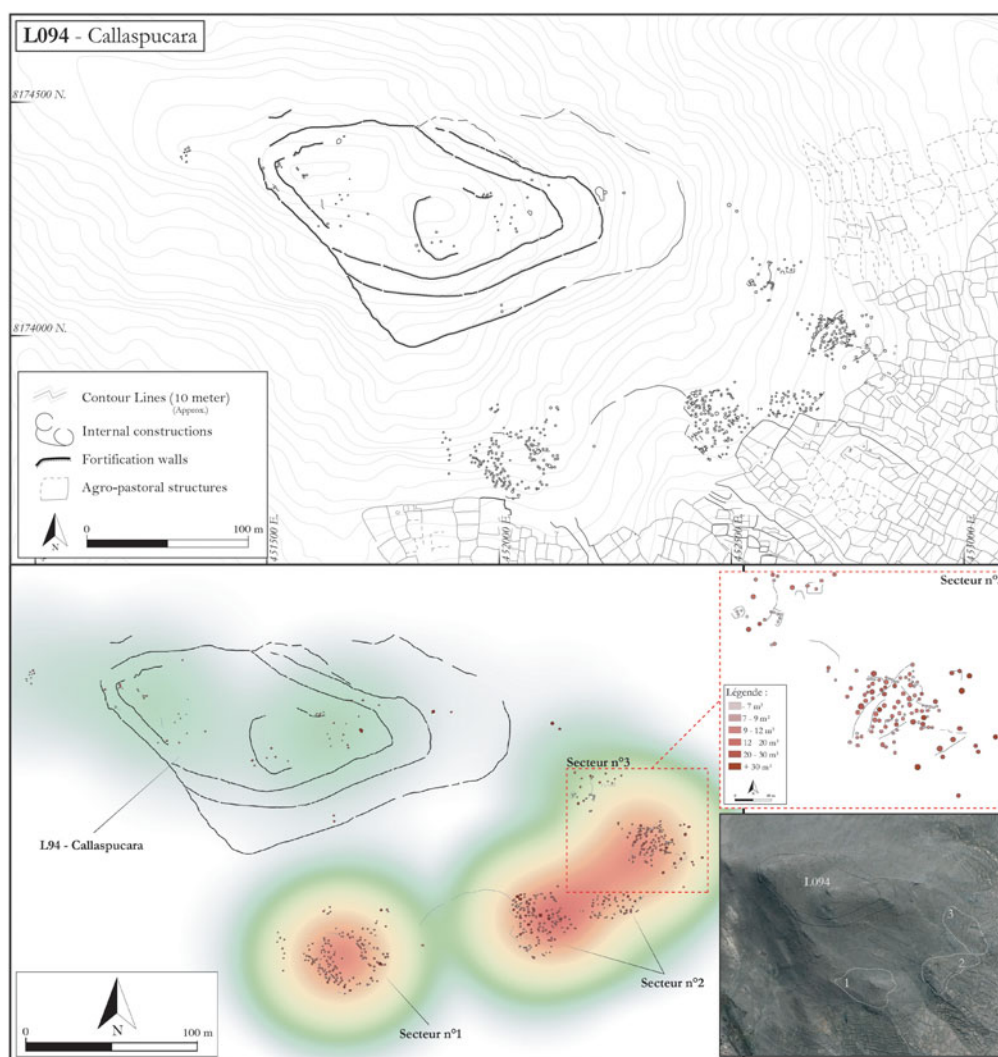 L094 - Callaspucara
8174500 N.
8174000 N.
Contour Lines (10 meter)
(Approx.)
Internal constructions
Fortification walls
Agro-pastoral structures
N
0 100 m
451500 E.
452000 E.
452500 E.
Secteur n°
Légende :
- 7 m²
7 - 9 m²
9 - 12 m²
12 - 20 m²
20 - 30 m²
+ 30 m²
N
0
Secteur n°3
L94 - Callaspucara
Secteur n°2
Secteur n°1
N
0 100 m
L094
3
2
1